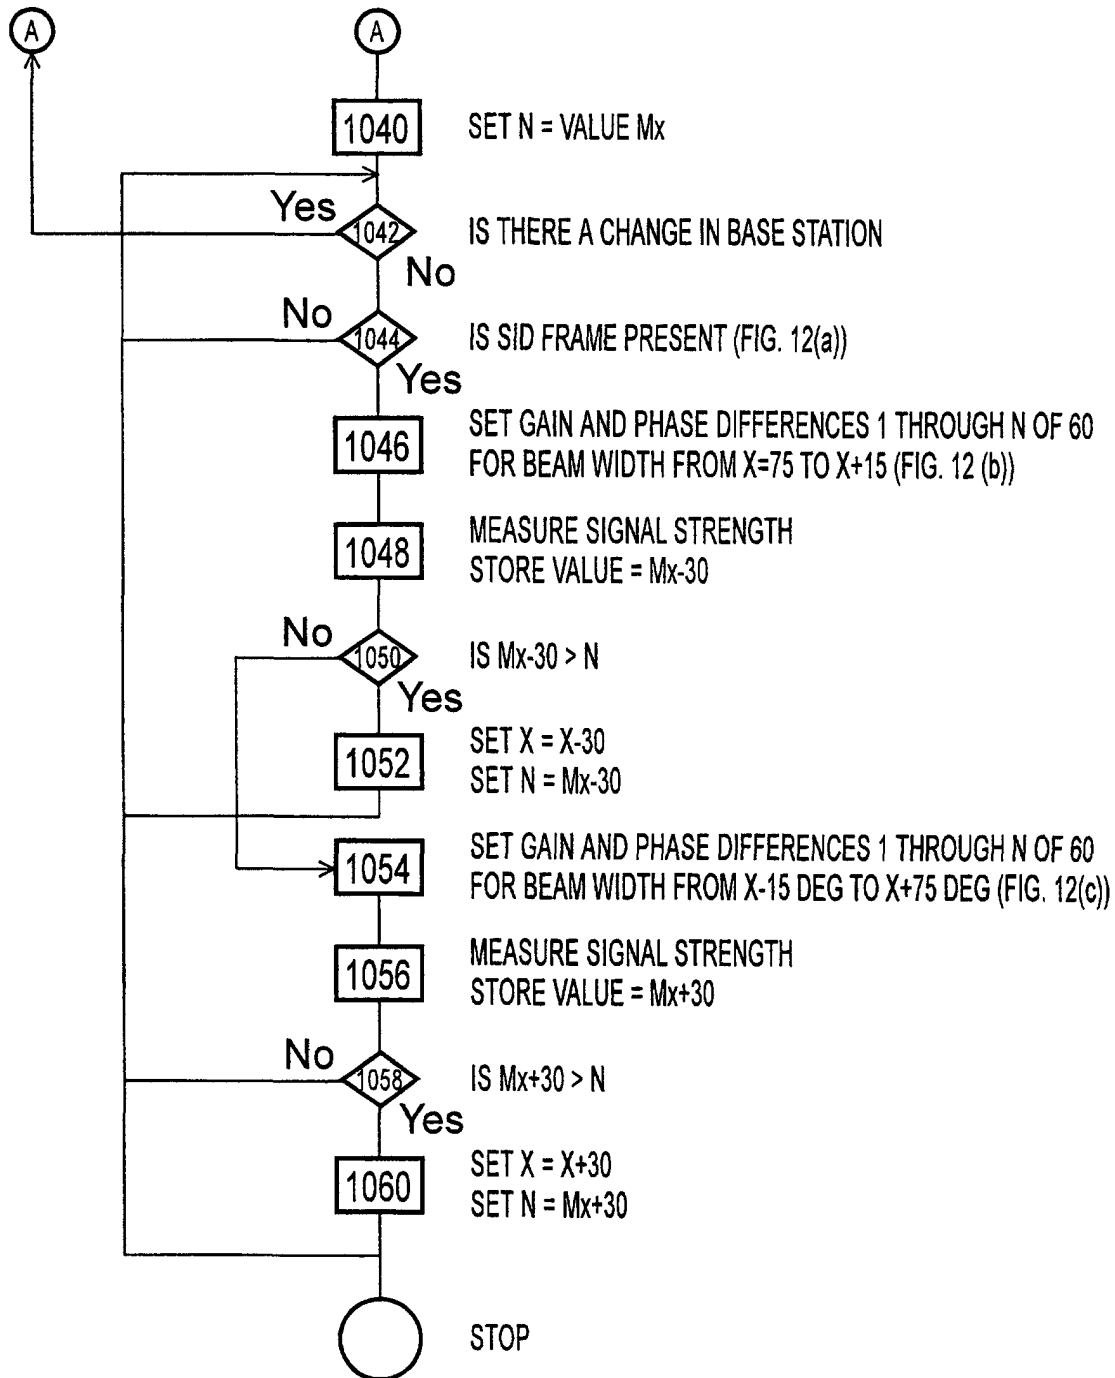 A
A
1040
SET N = VALUE Mx
Yes
1042
IS THERE A CHANGE IN BASE STATION
No
No
1044
IS SID FRAME PRESENT (FIG. 12(a))
Yes
1046
SET GAIN AND PHASE DIFFERENCES 1 THROUGH N OF 60
FOR BEAM WIDTH FROM X=75 TO X+15 (FIG. 12 (b))
1048
MEASURE SIGNAL STRENGTH
STORE VALUE = Mx-30
No
1050
IS Mx-30 > N
Yes
1052
SET X = X-30
SET N = Mx-30
1054
SET GAIN AND PHASE DIFFERENCES 1 THROUGH N OF 60
FOR BEAM WIDTH FROM X-15 DEG TO X+75 DEG (FIG. 12(c))
1056
MEASURE SIGNAL STRENGTH
STORE VALUE = Mx+30
No
1058
IS Mx+30 > N
Yes
1060
SET X = X+30
SET N = Mx+30
STOP